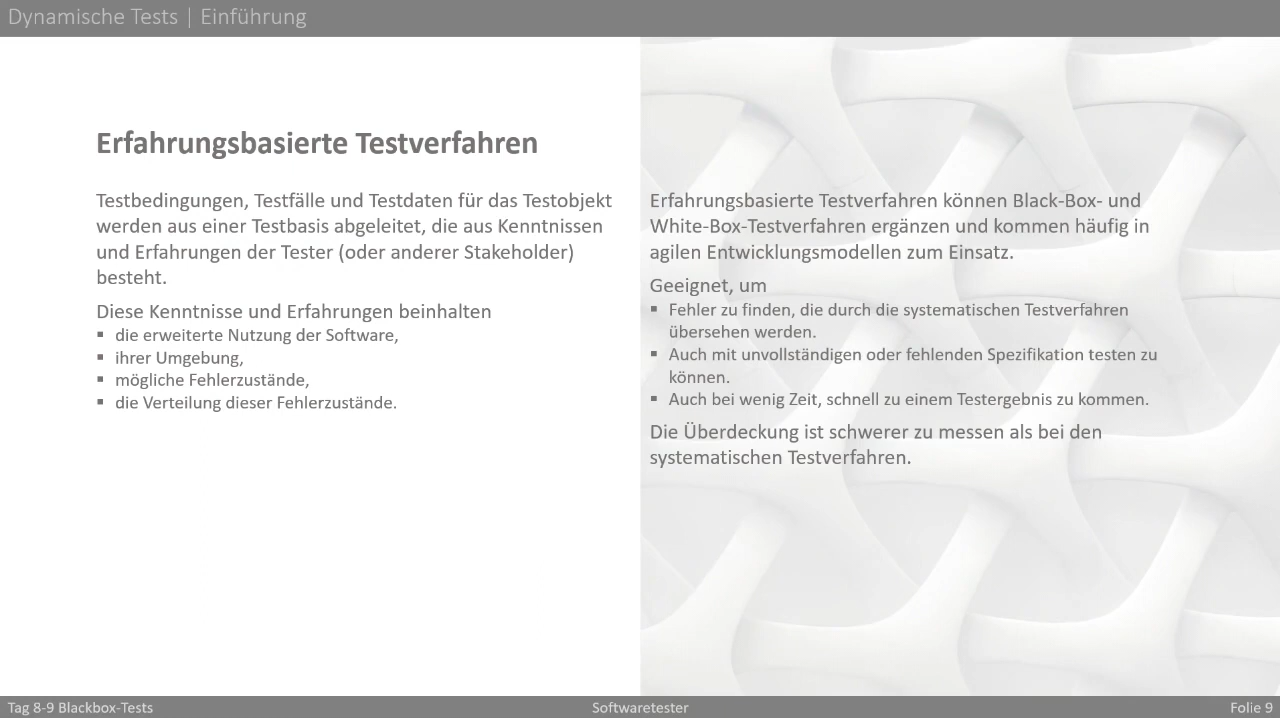 Dynamische Tests | Einführung
Erfahrungsbasierte Testverfahren
Testbedingungen, Testfälle und Testdaten für das Testobjekt
werden aus einer Testbasis abgeleitet, die aus Kenntnissen
und Erfahrungen der Tester (oder anderer Stakeholder)
besteht.
Diese Kenntnisse und Erfahrungen beinhalten
▪ die erweiterte Nutzung der Software,
▪ ihrer Umgebung,
▪ mögliche Fehlerzustände,
▪ die Verteilung dieser Fehlerzustände.
Erfahrungsbasierte Testverfahren können Black-Box- und
White-Box-Testverfahren ergänzen und kommen häufig in
agilen Entwicklungsmodellen zum Einsatz.
Geeignet, um
▪ Fehler zu finden, die durch die systematischen Testverfahren
übersehen werden.
▪ Auch mit unvollständigen oder fehlenden Spezifikation testen zu
können.
▪ Auch bei wenig Zeit, schnell zu einem Testergebnis zu kommen.
Die Überdeckung ist schwerer zu messen als bei den
systematischen Testverfahren.
Tag 8-9 Blackbox-Tests
Softwaretester
Folie 9